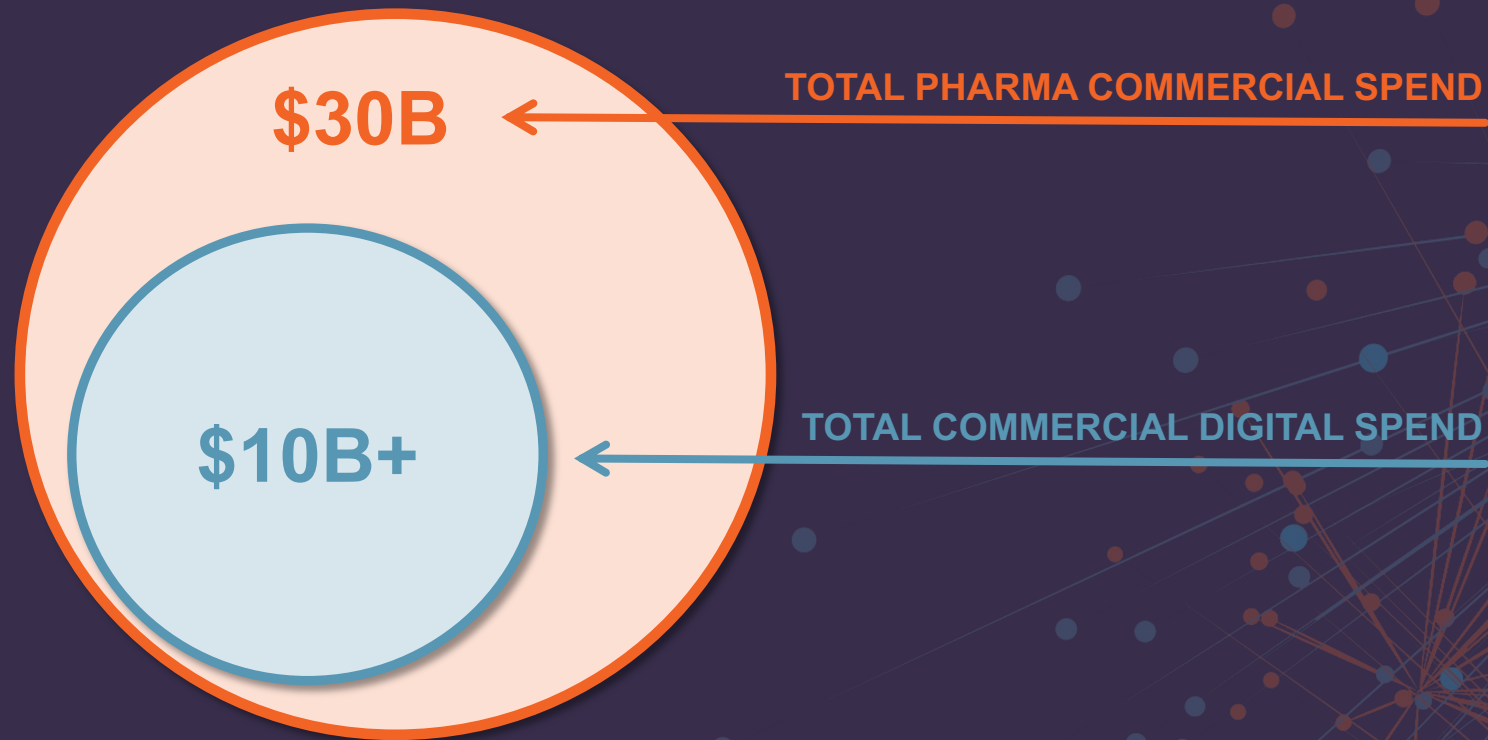 $30B
TOTAL PHARMA COMMERCIAL SPEND
$10B+
TOTAL COMMERCIAL DIGITAL SPEND